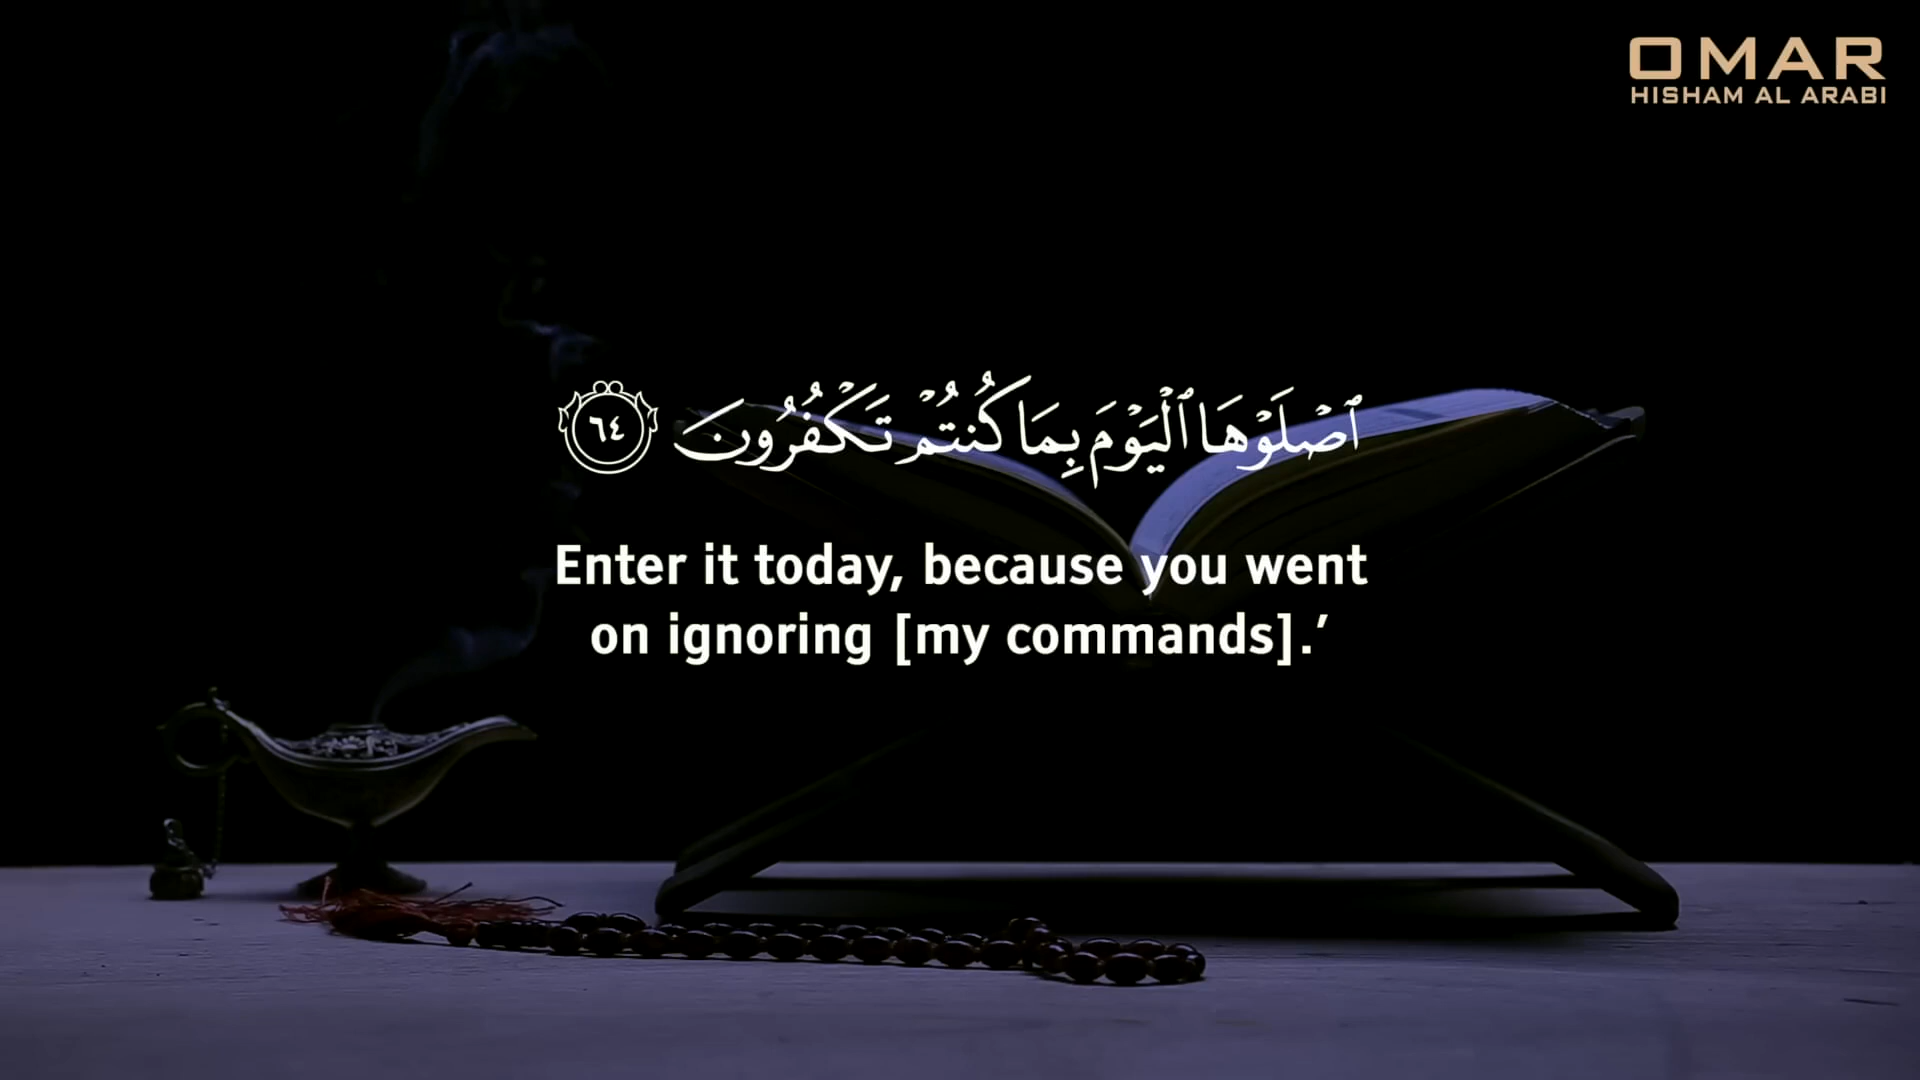 OMAR
HISHAM AL ARABI
ٱصْلَوْهَا ٱلْيَوْمَ بِمَا كُنتُمْ تَكْفُرُونَ ٦٤
Enter it today, because you went
on ignoring [my commands].’